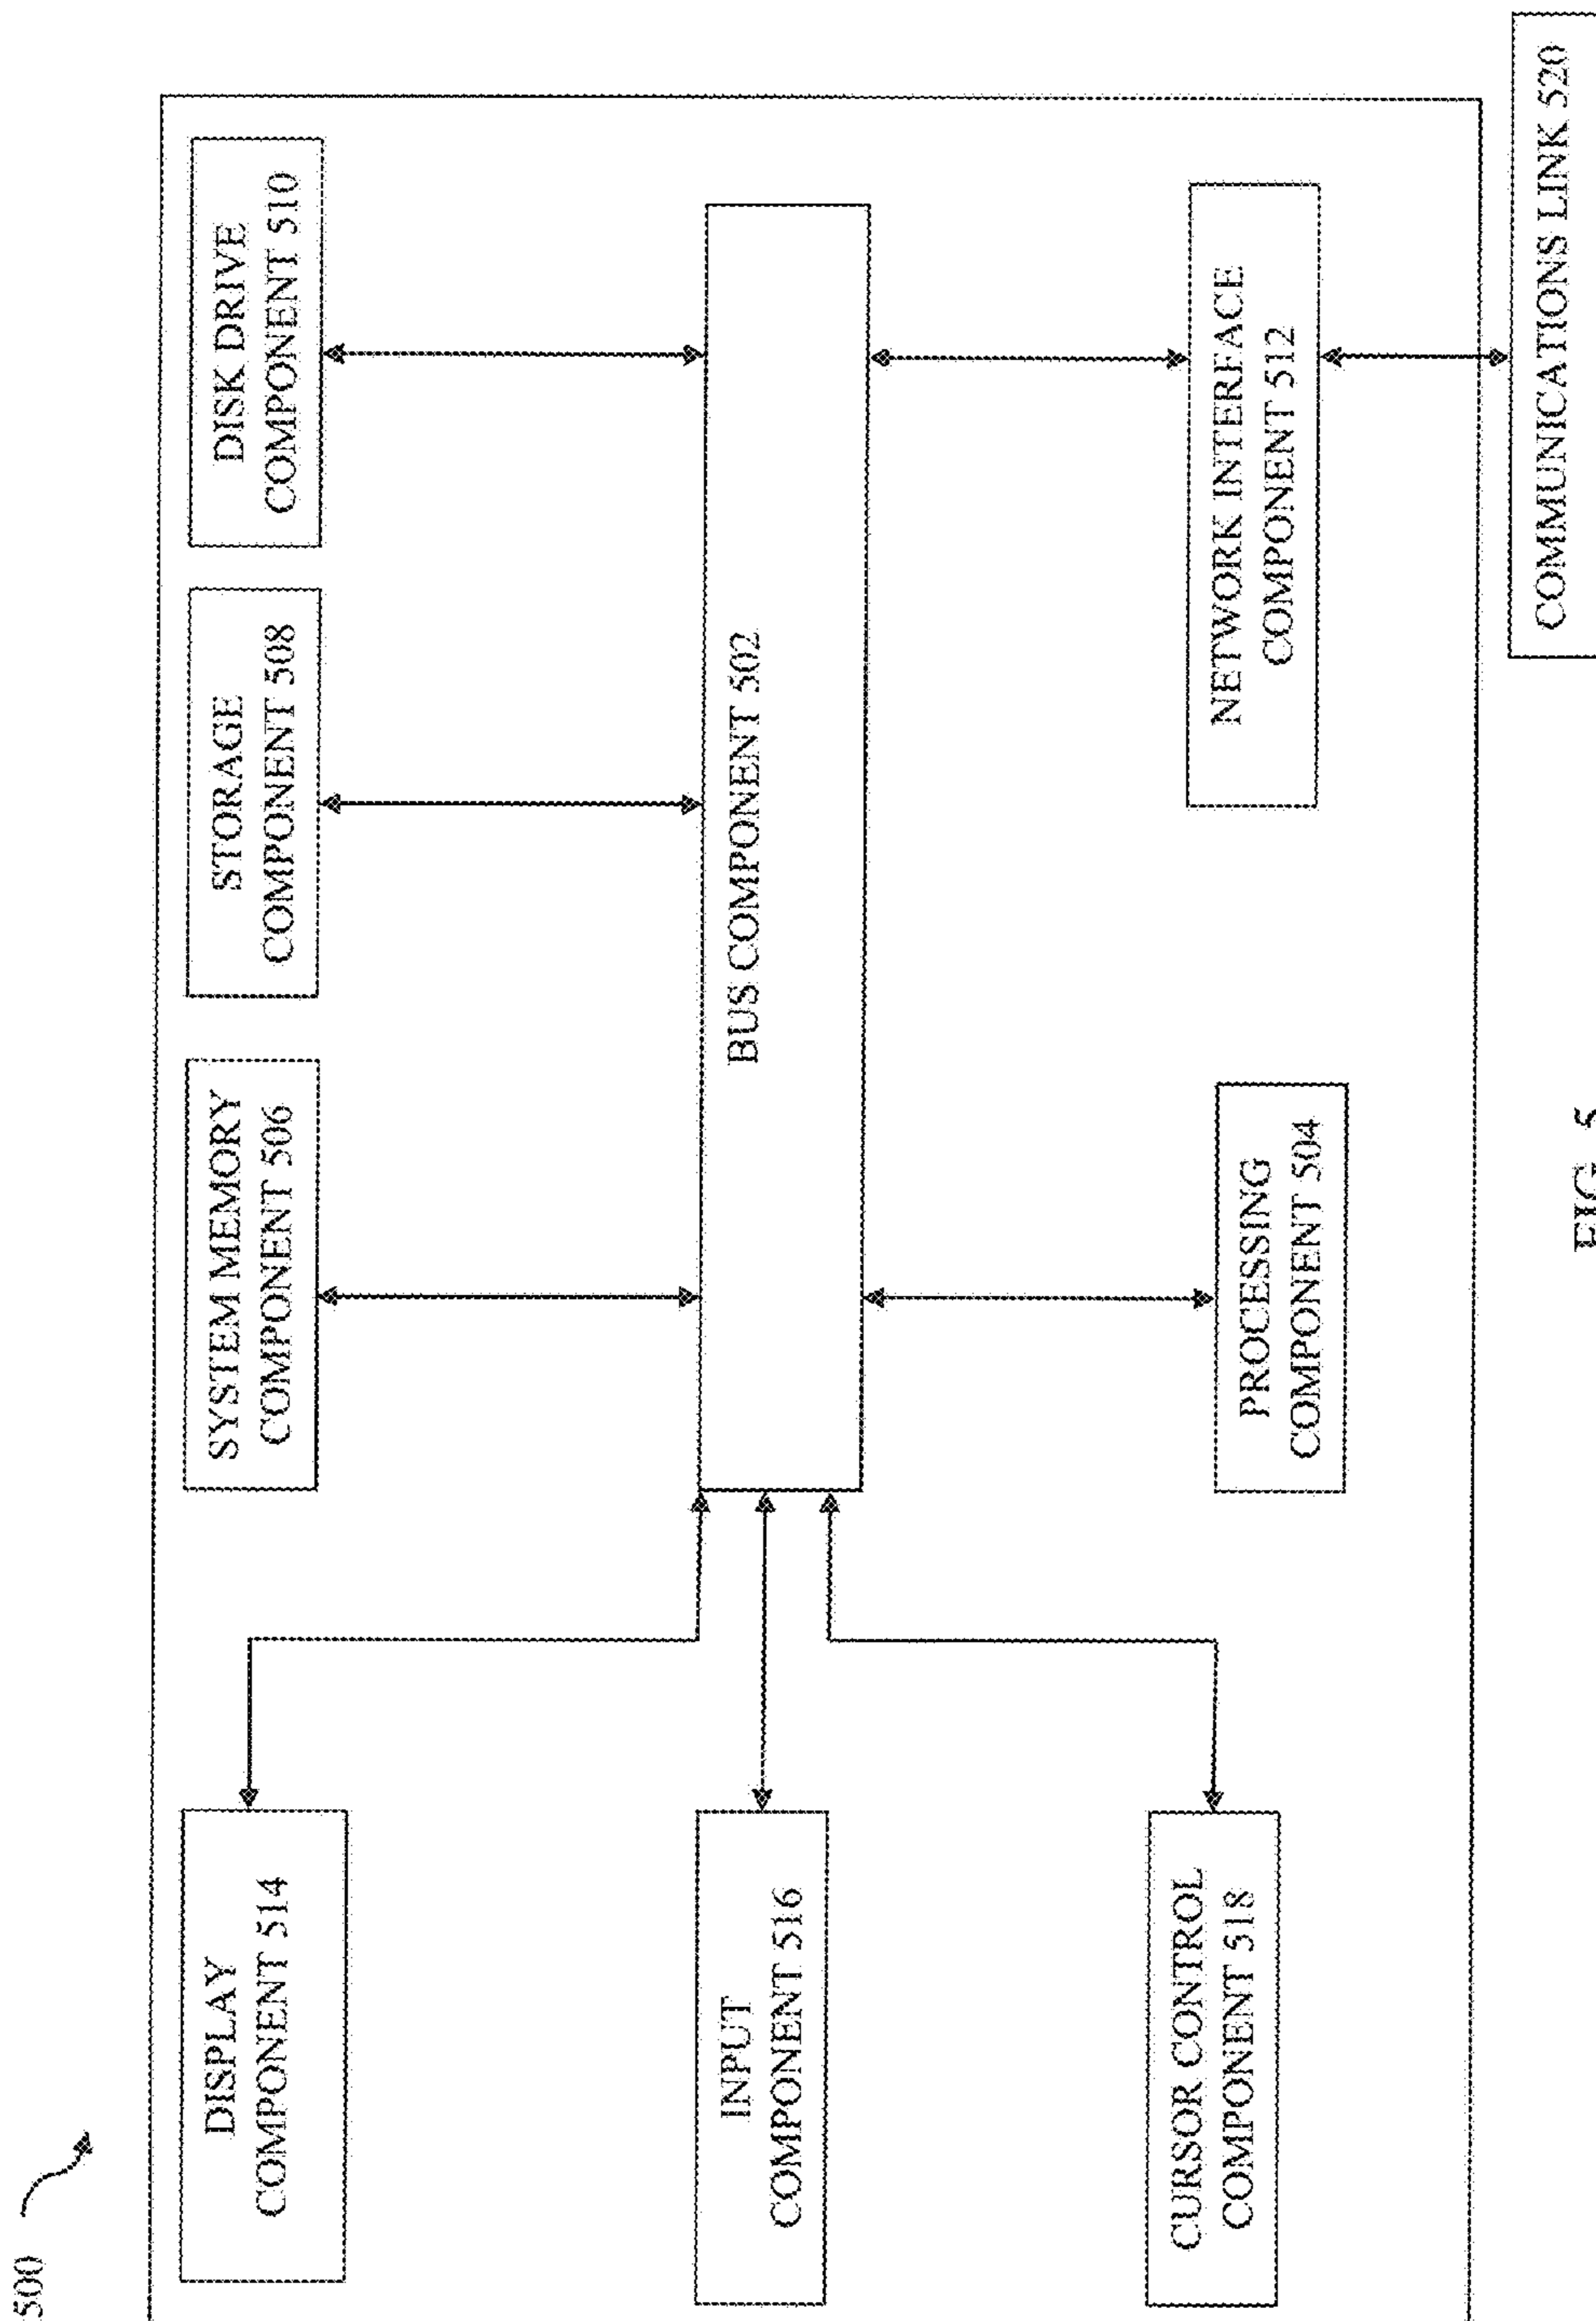 500
DISPLAY
COMPONENT 514
SYSTEM MEMORY
COMPONENT 506
STORAGE
COMPONENT 508
DISK DRIVE
COMPONENT 510
INPUT
COMPONENT 516
BUS COMPONENT 502
CURSOR CONTROL
COMPONENT 518
PROCESSING
COMPONENT 504
NETWORK INTERFACE
COMPONENT 512
COMMUNICATIONS LINK 520
FIG. 5